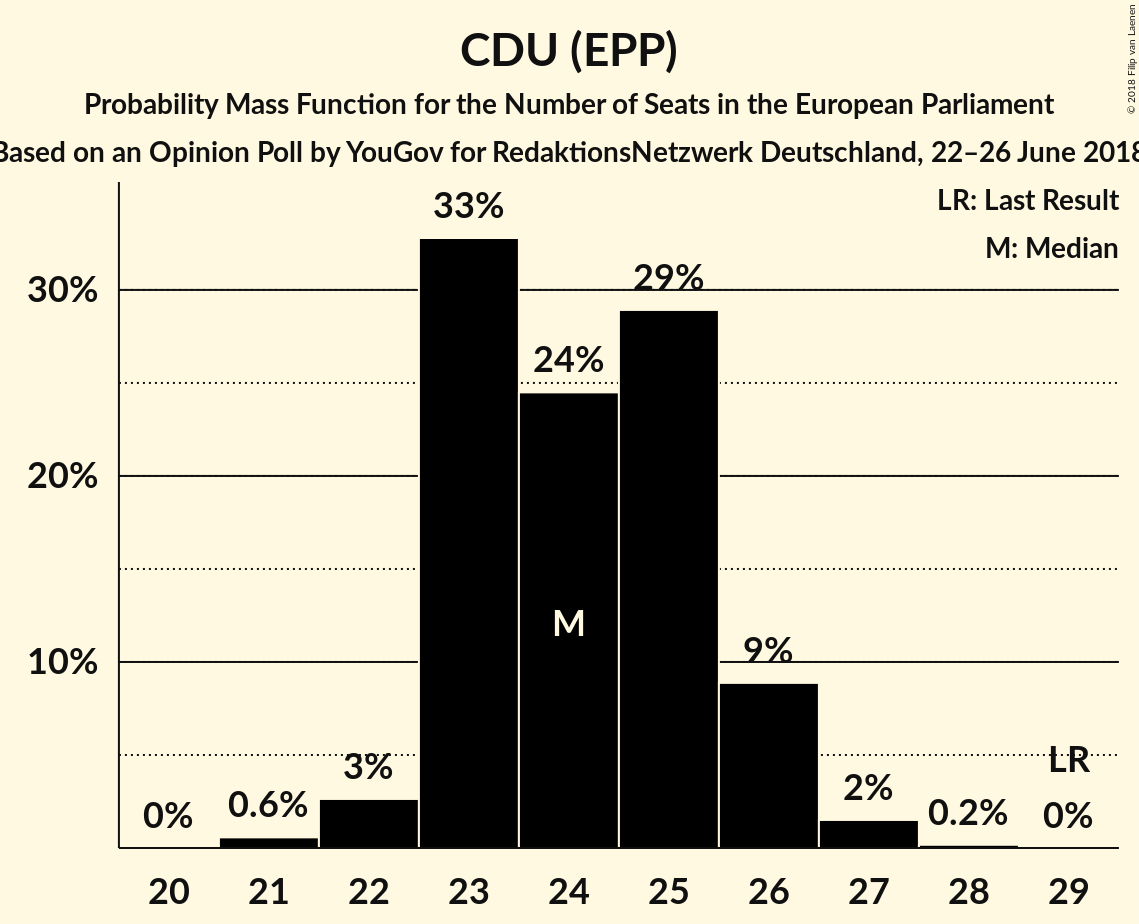 CDU (EPP)
Probability Mass Function for the Number of Seats in the European Parliament
Based on an Opinion Poll by YouGov for RedaktionsNetzwerk Deutschland, 22–26 June 2018
© 2018 Filip van Laenen
LR: Last Result
M: Median
30%
20%
10%
0%
0.6%
3%
33%
24%
29%
9%
2%
0.2%
0%
LR
M
20 21 22 23 24 25 26 27 28 29